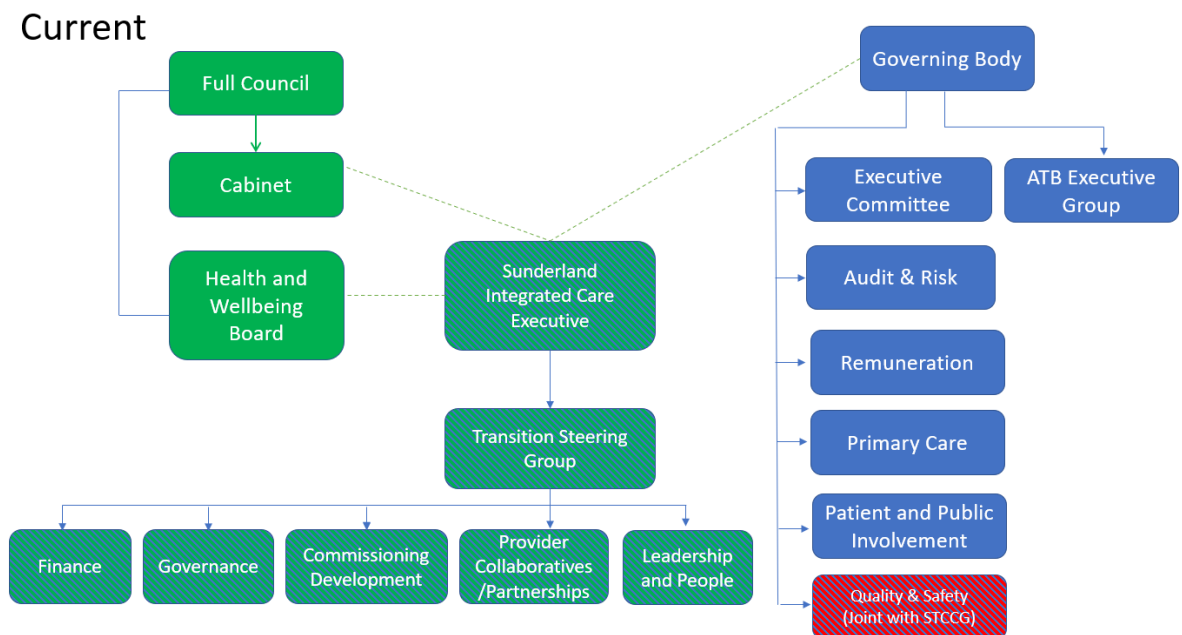 Current
Full Council
Cabinet
Health and
Wellbeing
Board
Sunderland
Integrated Care
Executive
Transition Steering
Group
Finance
Governance
Commissioning
Development
Provider
Collaboratives
/Partnerships
Leadership
and People
Governing Body
Executive
Committee
ATB Executive
Group
Audit & Risk
Remuneration
Primary Care
Patient and Public
Involvement
Quality & Safety
(Joint with STCCG)